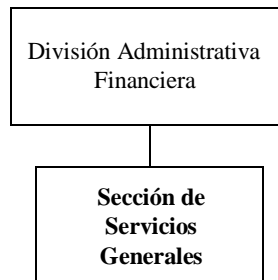 División Administrativa
Financiera
Sección de
Servicios
Generales